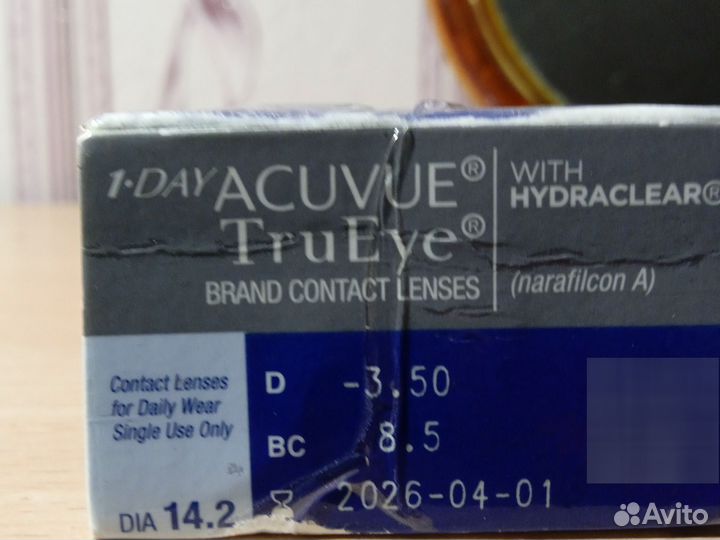 1·DAY ACUVUE®
TruEye®
BRAND CONTACT LENSES
WITH
HYDRACLEAR®
(narafilcon A)
Contact Lenses
for Daily Wear
Single Use Only
DIA 14.2
D -3.50
BC 8.5
2026-04-01
Avito